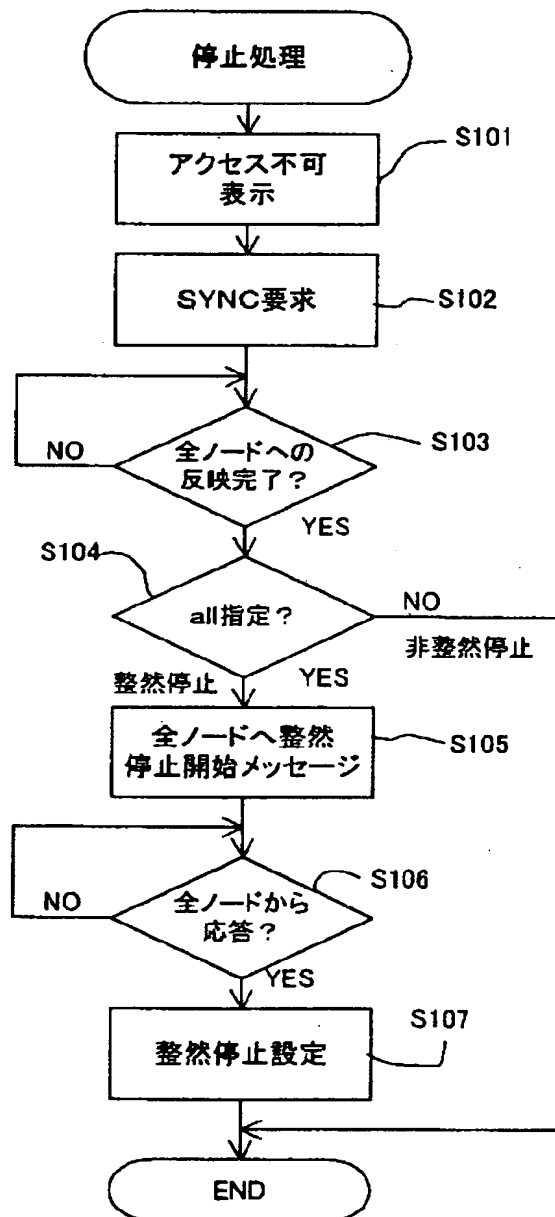 停止処理
アクセス不可
表示
S101
SYNC要求
S102
全ノードへの
反映完了？
S103
NO
YES
S104
all指定？
NO
非整然停止
整然停止
YES
全ノードへ整然
停止開始メッセージ
S105
全ノードから
応答？
S106
NO
YES
整然停止設定
S107
END